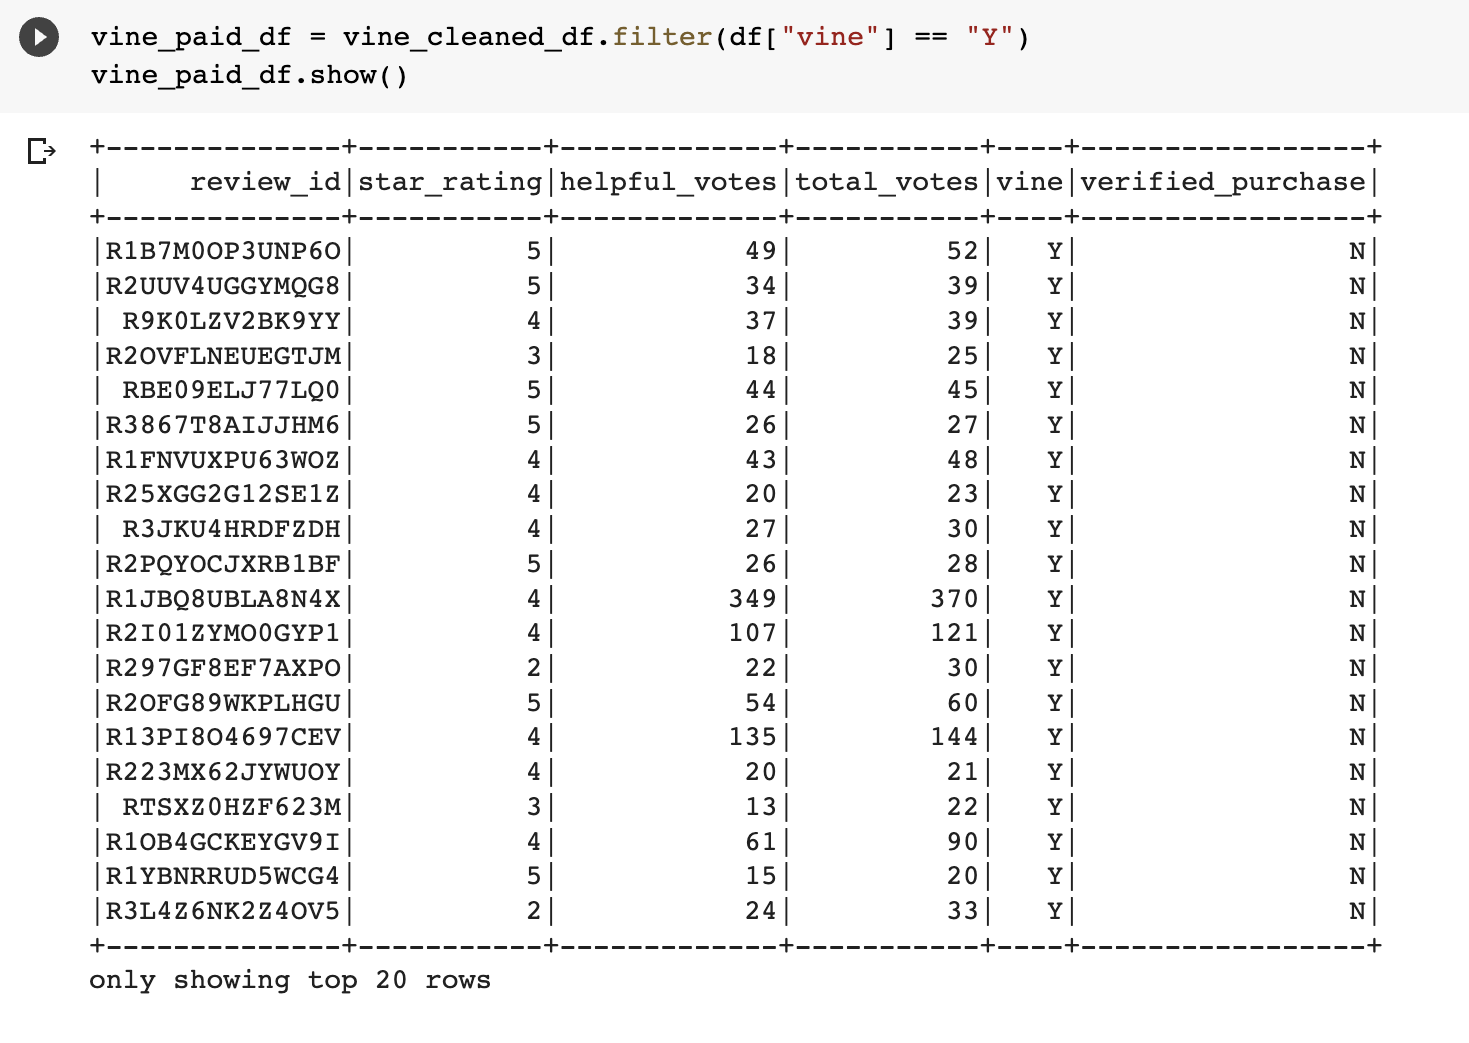 vine_paid_df = vine_cleaned_df.filter(df["vine"] == "Y")
vine_paid_df.show()
+--------------+-----------+-------------+-----------+----+-----------------+
|     review_id|star_rating|helpful_votes|total_votes|vine|verified_purchase|
+--------------+-----------+-------------+-----------+----+-----------------+
|R1B7M0OP3UNP6O|          5|           49|         52|   Y|                N|
|R2UUV4UGGYMQG8|          5|           34|         39|   Y|                N|
| R9K0LZV2BK9YY|          4|           37|         39|   Y|                N|
|R2OVFLNEUEGTJM|          3|           18|         25|   Y|                N|
| RBE09ELJ77LQ0|          5|           44|         45|   Y|                N|
|R3867T8AIJJHM6|          5|           26|         27|   Y|                N|
|R1FNVUXPU63WOZ|          4|           43|         48|   Y|                N|
|R25XGG2G12SE1Z|          4|           20|         23|   Y|                N|
| R3JKU4HRDFZDH|          4|           27|         30|   Y|                N|
|R2PQYOCJXRB1BF|          5|           26|         28|   Y|                N|
|R1JBQ8UBLA8N4X|          4|          349|        370|   Y|                N|
|R2I01ZYMO0GYP1|          4|          107|        121|   Y|                N|
|R297GF8EF7AXPO|          2|           22|         30|   Y|                N|
|R2OFG89WKPLHGU|          5|           54|         60|   Y|                N|
|R13PI8O4697CEV|          4|          135|        144|   Y|                N|
|R223MX62JYWUOY|          4|           20|         21|   Y|                N|
| RTSXZ0HZF623M|          3|           13|         22|   Y|                N|
|R1OB4GCKEYGV9I|          4|           61|         90|   Y|                N|
|R1YBNRRUD5WCG4|          5|           15|         20|   Y|                N|
|R3L4Z6NK2Z4OV5|          2|           24|         33|   Y|                N|
+--------------+-----------+-------------+-----------+----+-----------------+
only showing top 20 rows